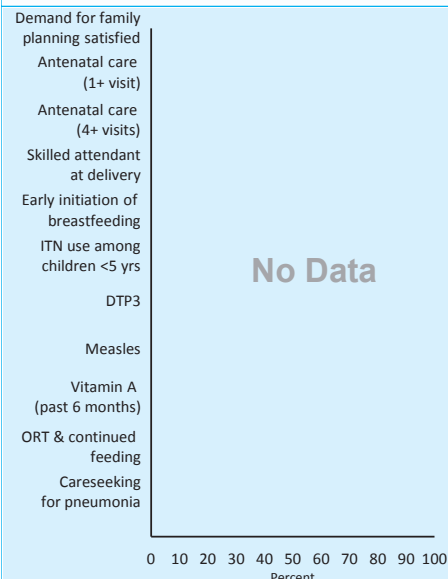 Demand for family
planning satisfied
Antenatal care
(1+ visit)
Antenatal care
(4+ visits)
Skilled attendant
at delivery
Early initiation of
breastfeeding
ITN use among
children <5 yrs
No Data
DTP3
Measles
Vitamin A
(past 6 months)
ORT & continued
feeding
Careseeking
for pneumonia
0 10 20 30 40 50 60 70 80 90 100
Percent